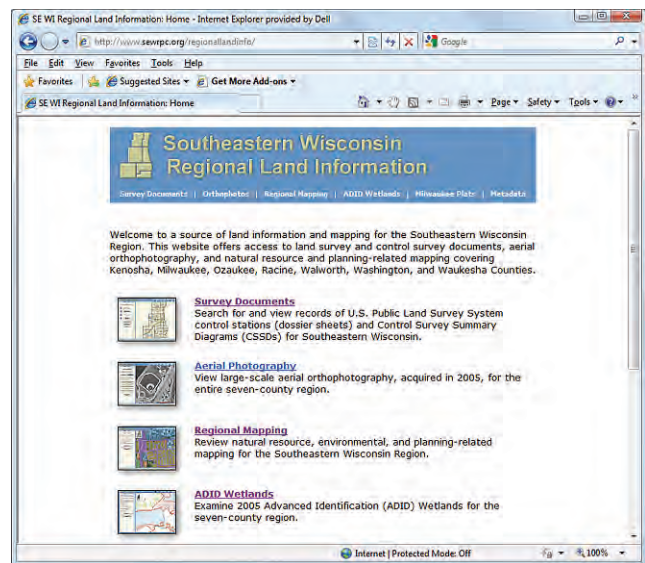 SE WI Regional Land Information: Home - Internet Explorer provided by Dell
http://www.sewrpc.org/regionallandinfo/
Google
File Edit View Favorites Tools Help
Favorites Suggested Sites Get More Add-ons
SE WI Regional Land Information: Home
Page Safety Tools
Southeastern Wisconsin
Regional Land Information
Survey Documents | Orthophotos | Regional Mapping | ADID Wetlands | Milwaukee Plats | Metadata
Welcome to a source of land information and mapping for the Southeastern Wisconsin
Region. This website offers access to land survey and control survey documents, aerial
orthophotography, and natural resource and planning-related mapping covering
Kenosha, Milwaukee, Ozaukee, Racine, Walworth, Washington, and Waukesha Counties.
Survey Documents
Search for and view records of U.S. Public Land Survey System
control stations (dossier sheets) and Control Survey Summary
Diagrams (CSSDs) for Southeastern Wisconsin.
Aerial Photography
View large-scale aerial orthophotography, acquired in 2005, for the
entire seven-county region.
Regional Mapping
Review natural resource, environmental, and planning-related
mapping for the Southeastern Wisconsin Region.
ADID Wetlands
Examine 2005 Advanced Identification (ADID) Wetlands for the
seven-county region.
Internet | Protected Mode: Off 100%